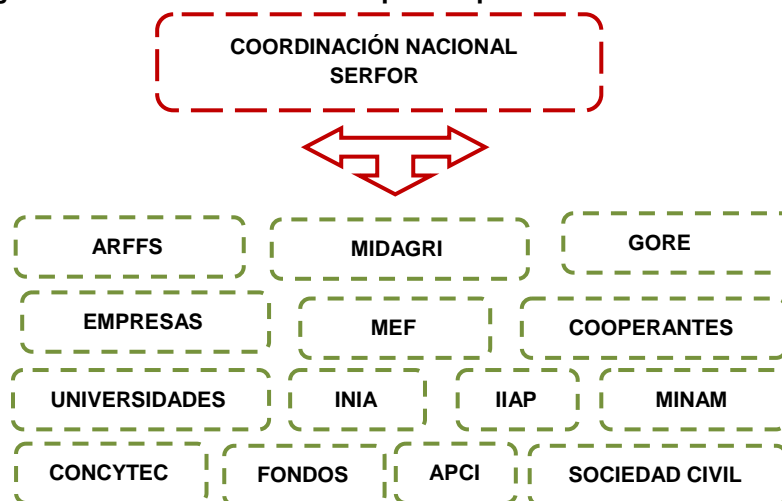 COORDINACIÓN NACIONAL
SERFOR
ARFFS
MIDAGRI
GORE
EMPRESAS
MEF
COOPERANTES
UNIVERSIDADES
INIA
IIAP
MINAM
CONCYTEC
FONDOS
APCI
SOCIEDAD CIVIL